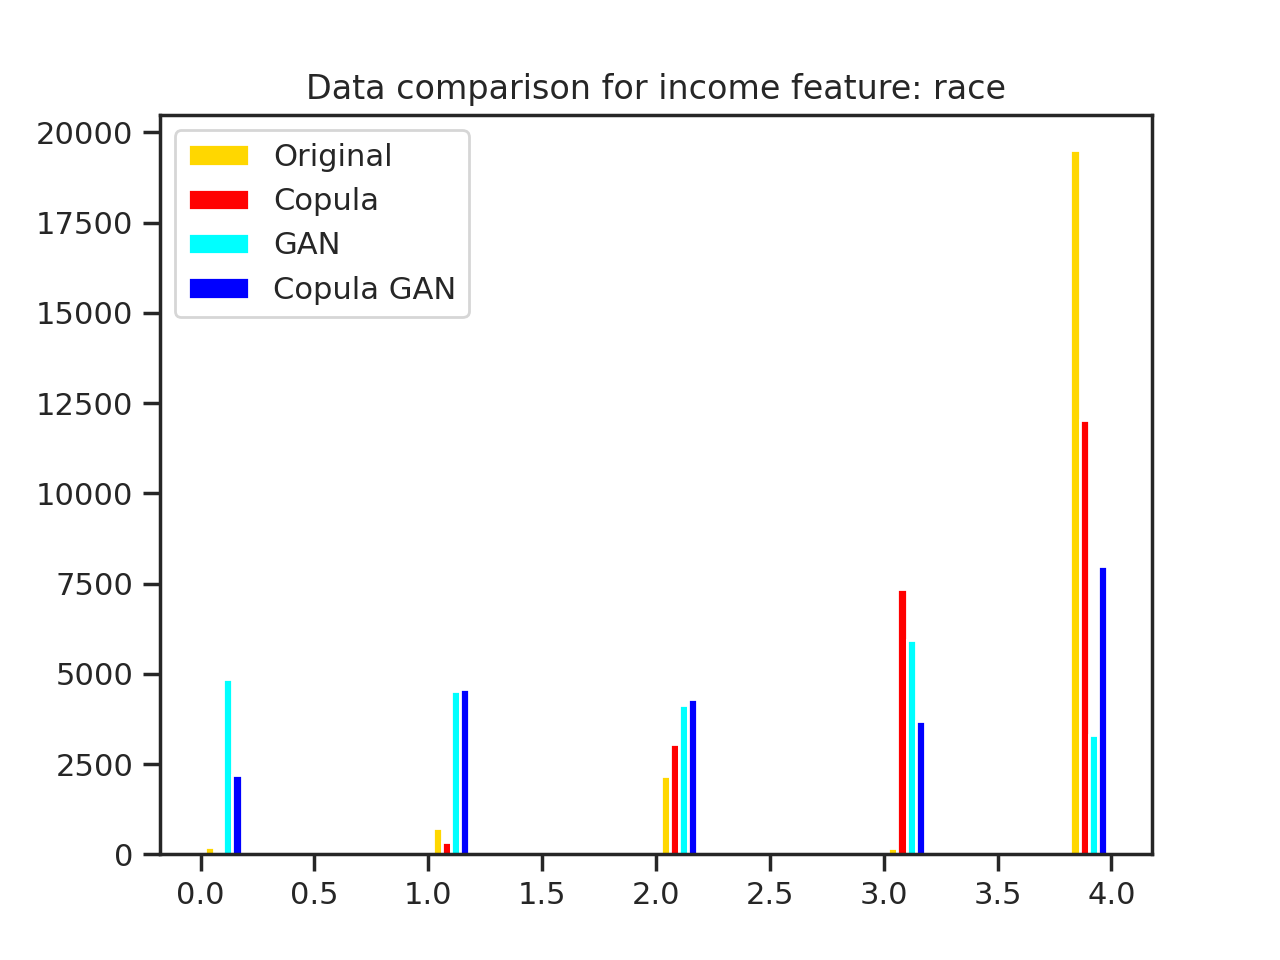 Data comparison for income feature: race
20000
17500
15000
12500
10000
7500
5000
2500
0
Original
Copula
GAN
Copula GAN
0.0 0.5 1.0 1.5 2.0 2.5 3.0 3.5 4.0